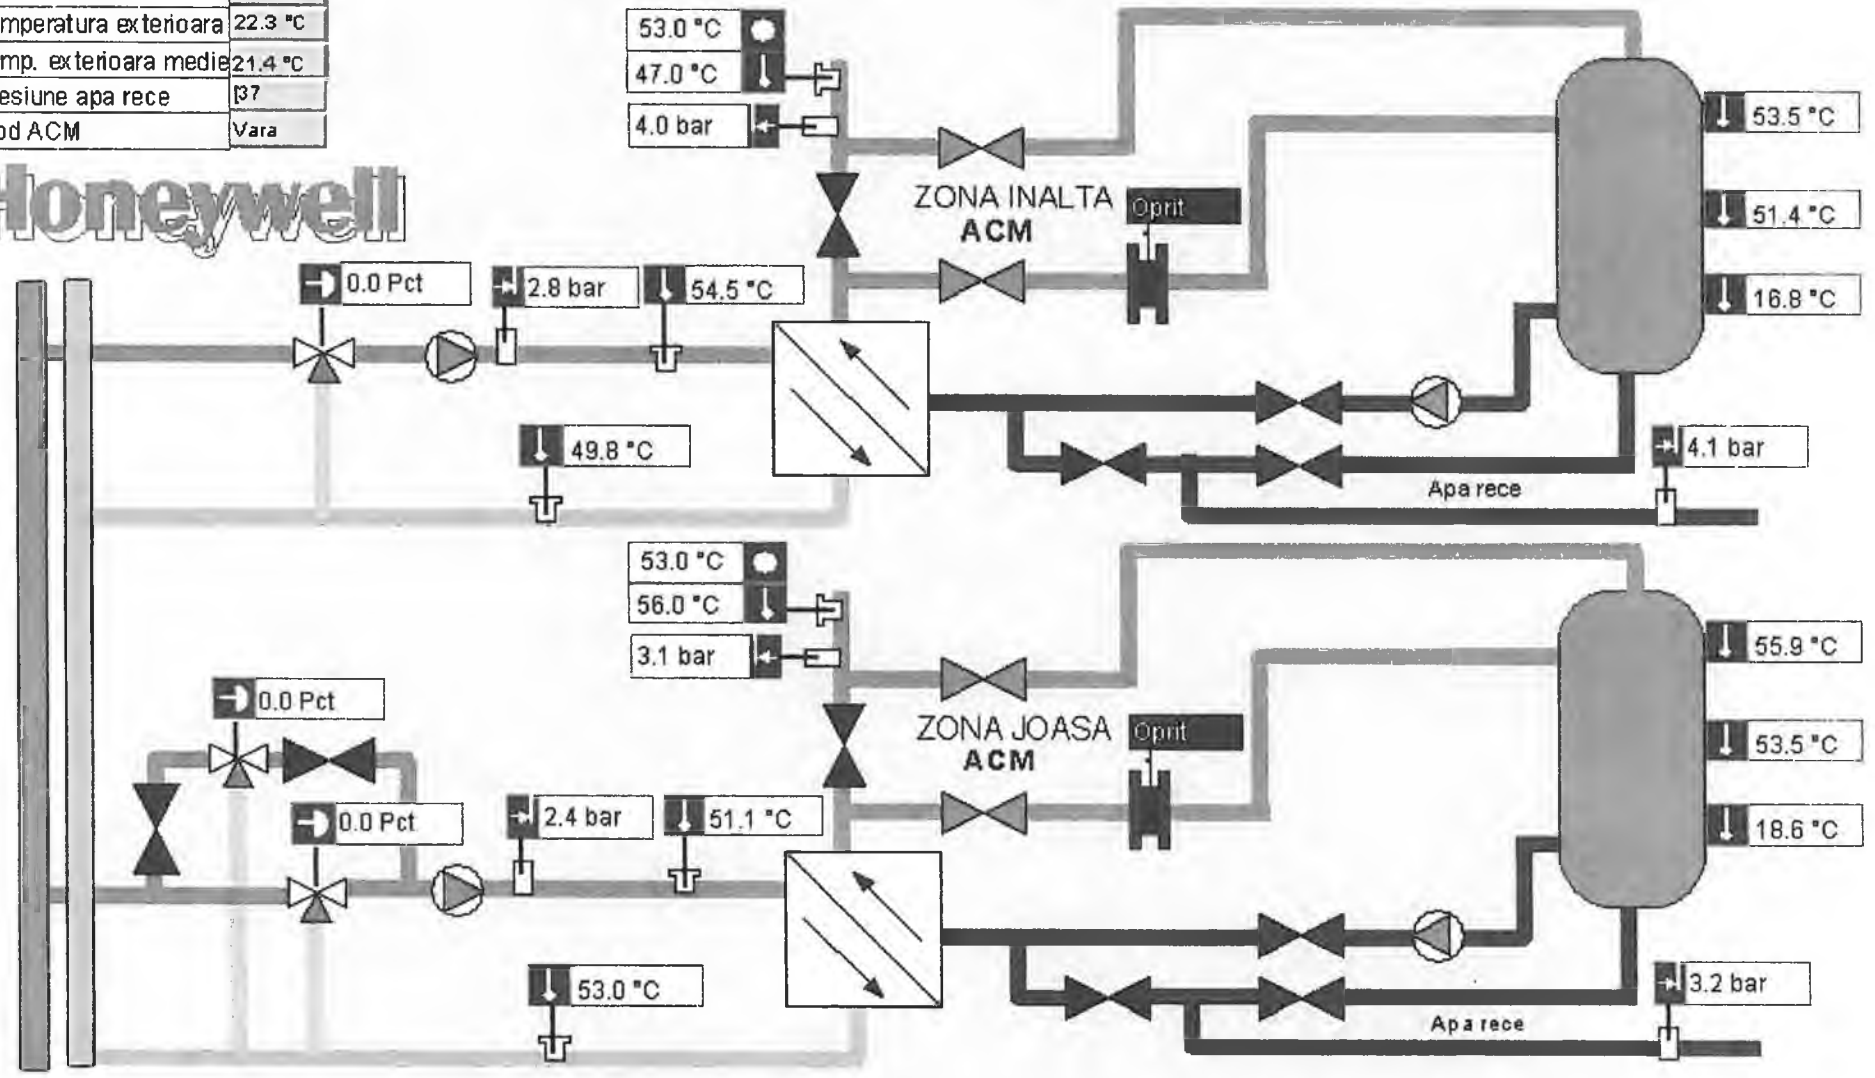 mperatura exterioara 22.3 °C
mp. exterioara medie 21.4 °C
esiune apa rece [37
od ACM Vara
Honeywell
53.0 °C
47.0 °C
4.0 bar
ZONA INALTA
ACM
Oprit
53.5 °C
51.4 °C
16.8 °C
0.0 Pct
2.8 bar
54.5 °C
49.8 °C
4.1 bar
Apa rece
53.0 °C
56.0 °C
3.1 bar
ZONA JOASA
ACM
Oprit
55.9 °C
53.5 °C
18.6 °C
0.0 Pct
0.0 Pct
2.4 bar
51.1 °C
53.0 °C
3.2 bar
Apa rece